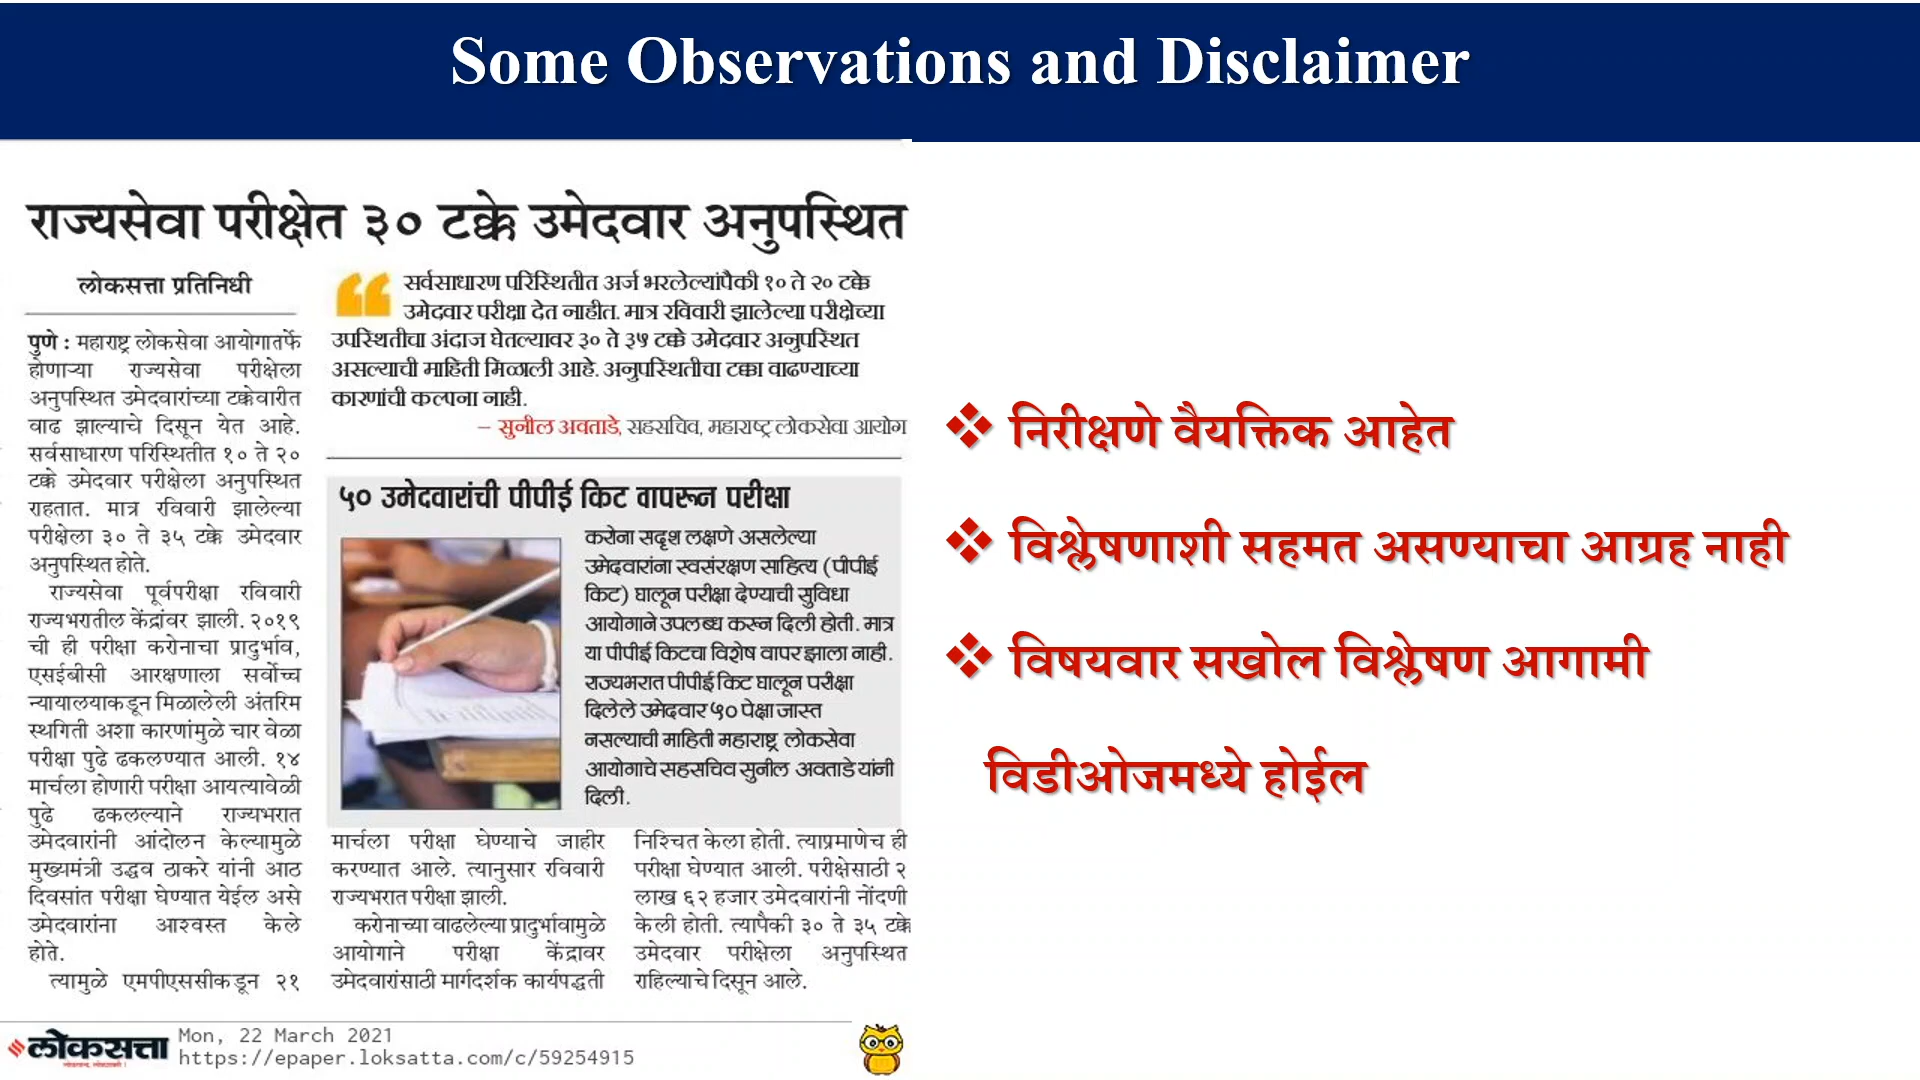 Some Observations and Disclaimer
राज्यसेवा परीक्षेत ३० टक्के उमेदवार अनुपस्थित
लोकसत्ता प्रतिनिधी
पुणे : महाराष्ट्र लोकसेवा आयोगातर्फे
होणाऱ्या राज्यसेवा परीक्षेला
अनुपस्थित उमेदवारांच्या टक्केवारीत
वाढ झाल्याचे दिसून येत आहे.
सर्वसाधारण परिस्थितीत १० ते २०
टक्के उमेदवार परीक्षेला अनुपस्थित
राहतात. मात्र रविवारी झालेल्या
परीक्षेला ३० ते ३५ टक्के उमेदवार
अनुपस्थित होते.
राज्यसेवा पूर्वपरीक्षा रविवारी
राज्यभरातील केंद्रांवर झाली. २०१९
ची ही परीक्षा करोनाचा प्रादुर्भाव,
एसईबीसी आरक्षणाला सर्वोच्च
न्यायालयाकडून मिळालेली अंतरिम
स्थगिती अशा कारणांमुळे चार वेळा
परीक्षा पुढे ढकलण्यात आली. १४
मार्चला होणारी परीक्षा आयत्यावेळी
पुढे ढकलल्याने राज्यभरात
उमेदवारांनी आंदोलन केल्यामुळे
मुख्यमंत्री उद्धव ठाकरे यांनी आठ
दिवसांत परीक्षा घेण्यात येईल असे
उमेदवारांना आश्वस्त केले
होते.
त्यामुळे एमपीएससीकडून २१
सर्वसाधारण परिस्थितीत अर्ज भरलेल्यांपैकी १० ते २० टक्के
उमेदवार परीक्षा देत नाहीत. मात्र रविवारी झालेल्या परीक्षेच्या
उपस्थितीचा अंदाज घेतल्यावर ३० ते ३५ टक्के उमेदवार अनुपस्थित
असल्याची माहिती मिळाली आहे. अनुपस्थितीचा टक्का वाढण्याच्या
कारणांची कल्पना नाही.
– सुनील अवताडे, सहसचिव, महाराष्ट्र लोकसेवा आयोग
५० उमेदवारांची पीपीई किट वापरून परीक्षा
करोना सदृश लक्षणे असलेल्या
उमेदवारांना स्वसंरक्षण साहित्य (पीपीई
किट) घालून परीक्षा देण्याची सुविधा
आयोगाने उपलब्ध करून दिली होती. मात्र
या पीपीई किटचा विशेष वापर झाला नाही.
राज्यभरात पीपीई किट घालून परीक्षा
दिलेले उमेदवार ५० पेक्षा जास्त
नसल्याची माहिती महाराष्ट्र लोकसेवा
आयोगाचे सहसचिव सुनील अवताडे यांनी
दिली.
मार्चला परीक्षा घेण्याचे जाहीर
करण्यात आले. त्यानुसार रविवारी
राज्यभरात परीक्षा झाली.
करोनाच्या वाढलेल्या प्रादुर्भावामुळे
आयोगाने परीक्षा केंद्रावर
उमेदवारांसाठी मार्गदर्शक कार्यपद्धती
निश्चित केला होती. त्याप्रमाणेच ही
परीक्षा घेण्यात आली. परीक्षेसाठी २
लाख ६२ हजार उमेदवारांनी नोंदणी
केली होती. त्यापैकी ३० ते ३५ टक्के
उमेदवार परीक्षेला अनुपस्थित
राहिल्याचे दिसून आले.
लोकसत्ता
Mon, 22 March 2021
https://epaper.loksatta.com/c/59254915
❖ निरीक्षणे वैयक्तिक आहेत
❖ विश्लेषणाशी सहमत असण्याचा आग्रह नाही
❖ विषयवार सखोल विश्लेषण आगामी
विडीओजमध्ये होईल